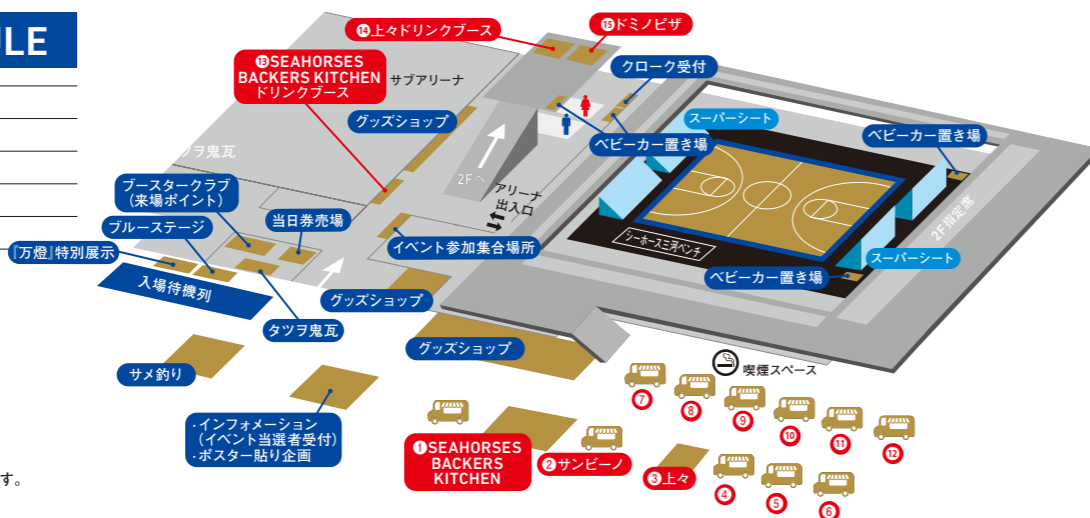 ULE
⑭上々ドリンクブース
⑮ドミノピザ
⑬SEAHORSES
BACKERS KITCHEN
ドリンクブース
サブアリーナ
クローク受付
グッズショップ
スーパーシート
ベビーカー置き場
ベビーカー置き場
ツヲ鬼瓦
2Fへ
アリーナ
出入口
ブースタークラブ
(来場ポイント)
当日券売場
ブルーステージ
イベント参加集合場所
シーホース三河ベンチ
2F指定席
『万燈』特別展示
スーパーシート
ベビーカー置き場
入場待機列
グッズショップ
タツヲ鬼瓦
グッズショップ
サメ釣り
喫煙スペース
⑦
⑧
⑨
⑩
⑪
⑫
・インフォメーション
(イベント当選者受付)
・ポスター貼り企画
①SEAHORSES
BACKERS
KITCHEN
②サンビーノ
③上々
④
⑤
⑥
す。